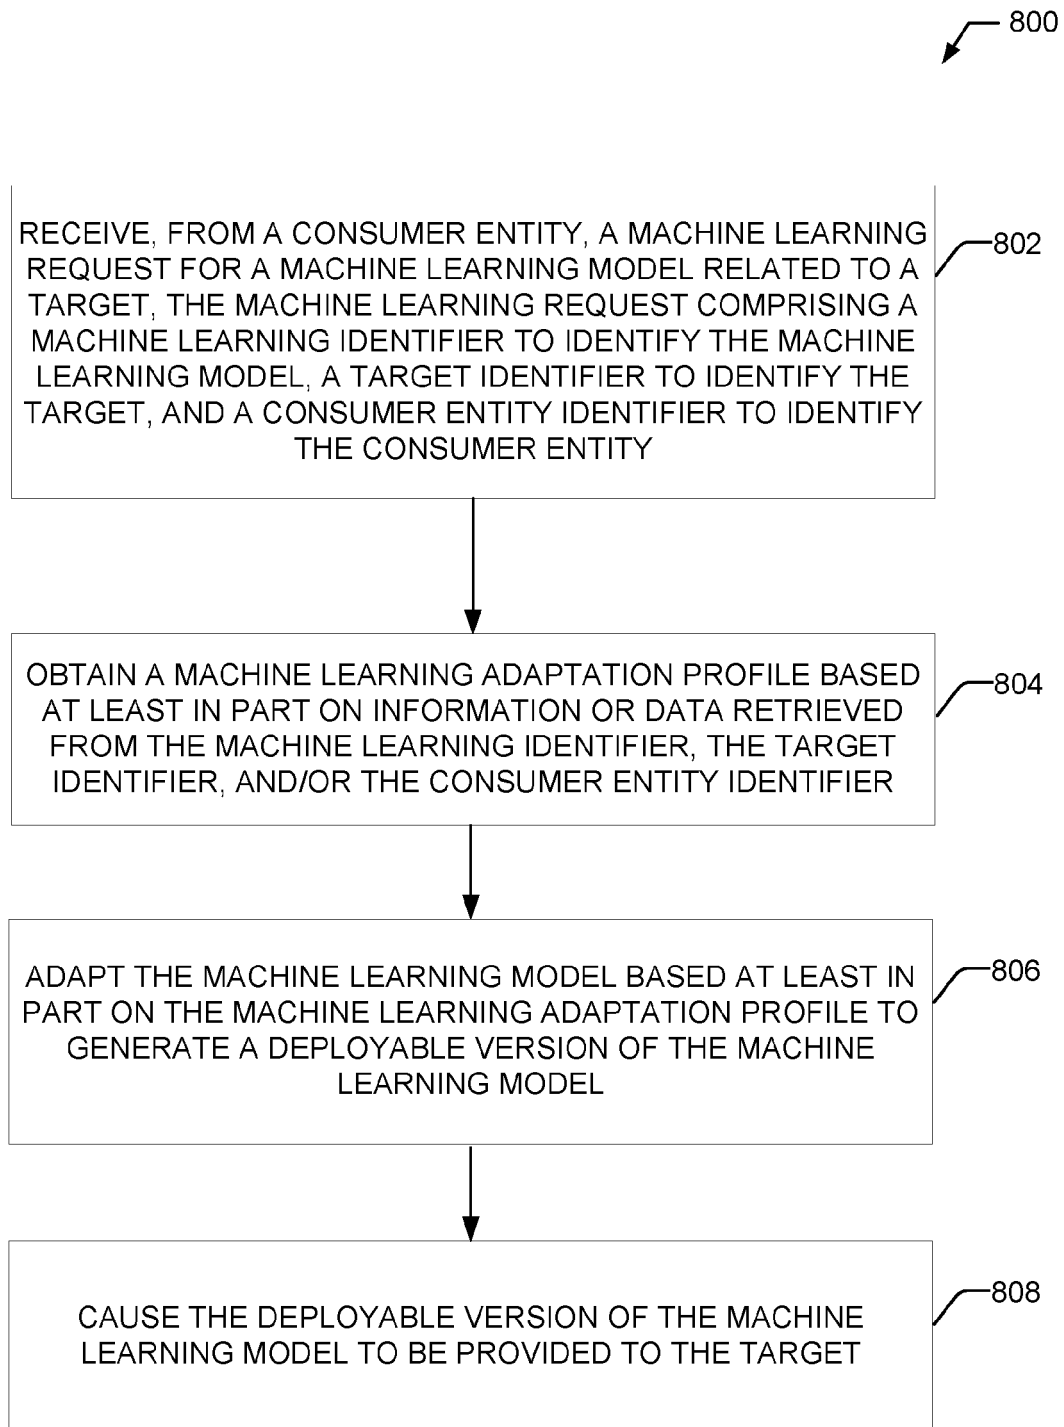 800
RECEIVE, FROM A CONSUMER ENTITY, A MACHINE LEARNING
REQUEST FOR A MACHINE LEARNING MODEL RELATED TO A
TARGET, THE MACHINE LEARNING REQUEST COMPRISING A
MACHINE LEARNING IDENTIFIER TO IDENTIFY THE MACHINE
LEARNING MODEL, A TARGET IDENTIFIER TO IDENTIFY THE
TARGET, AND A CONSUMER ENTITY IDENTIFIER TO IDENTIFY
THE CONSUMER ENTITY
802
OBTAIN A MACHINE LEARNING ADAPTATION PROFILE BASED
AT LEAST IN PART ON INFORMATION OR DATA RETRIEVED
FROM THE MACHINE LEARNING IDENTIFIER, THE TARGET
IDENTIFIER, AND/OR THE CONSUMER ENTITY IDENTIFIER
804
ADAPT THE MACHINE LEARNING MODEL BASED AT LEAST IN
PART ON THE MACHINE LEARNING ADAPTATION PROFILE TO
GENERATE A DEPLOYABLE VERSION OF THE MACHINE
LEARNING MODEL
806
CAUSE THE DEPLOYABLE VERSION OF THE MACHINE
LEARNING MODEL TO BE PROVIDED TO THE TARGET
808